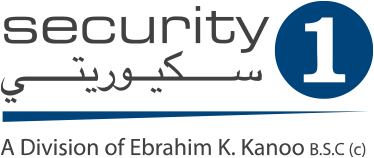 security 1
سكيوريتي
A Division of Ebrahim K. Kanoo B.S.C (c)